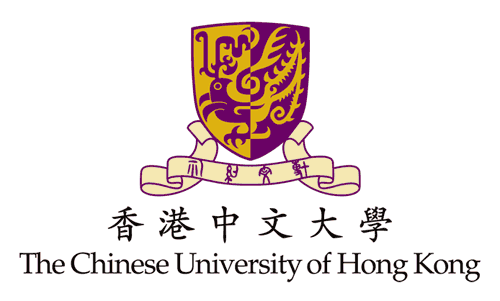 香港中文大學
The Chinese University of Hong Kong